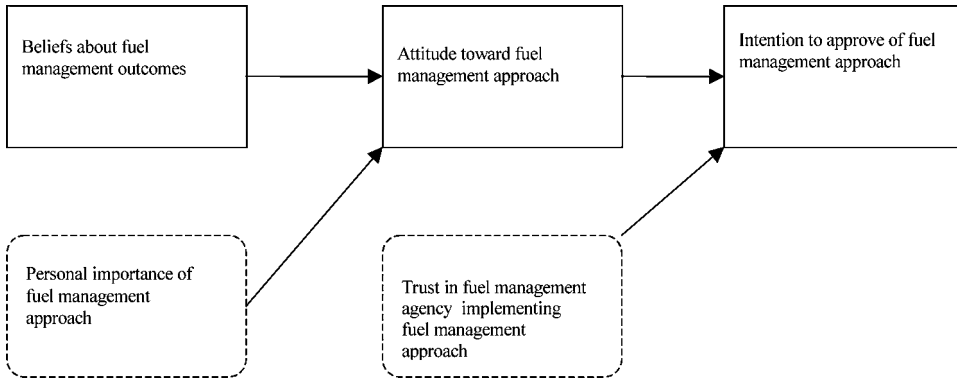 Beliefs about fuel
management outcomes
Attitude toward fuel
management approach
Intention to approve of fuel
management approach
Personal importance of
fuel management
approach
Trust in fuel management
agency implementing
fuel management
approach